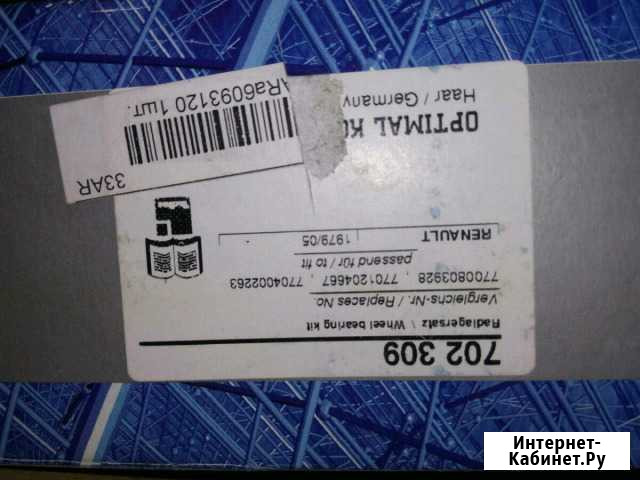 702 309
Radlagersatz \ Wheel bearing kit
Vergleichs-Nr. / Replaces No.
7700803928 , 7701204667 , 7704002263
passend für / to fit
RENAULT 1979/05
OPTIMAL
Haar / Germany
33AR
ARa6093120 1шт.
Интернет-
Кабинет.Ру